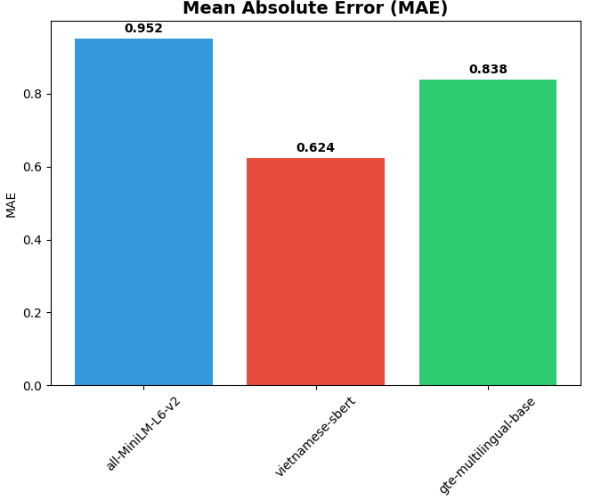 Mean Absolute Error (MAE)
0.952
0.838
0.624
MAE
0.8
0.6
0.4
0.2
0.0
all-MiniLM-L6-v2
vietnamese-sbert
gte-multilingual-base